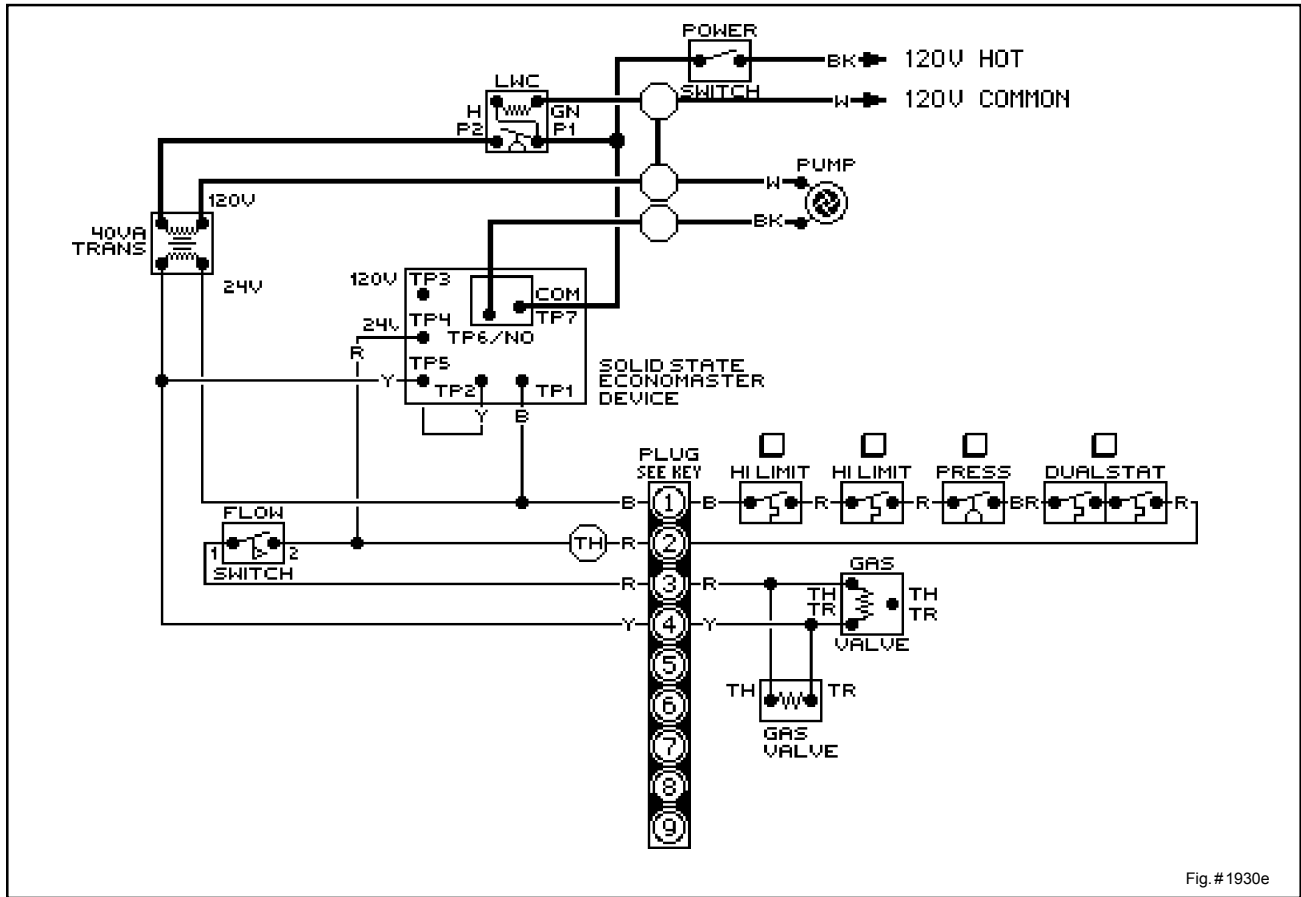 POWER
BK 120V HOT
SWITCH
W 120V COMMON
LWC
H GN
P2 P1
PUMP
W
BK
120V
40VA
TRANS
24V
120V TP3
COM
TP7
24V TP4
TP6/NO
R
TP5
Y
TP2 TP1
Y B
SOLID STATE
ECONOMASTER
DEVICE
PLUG
SEE KEY
HI LIMIT HI LIMIT PRESS DUALSTAT
B 1 B R R BR R
FLOW
1 2
SWITCH
TH R 2
R 3 R
Y 4 Y
GAS
TH TH
TR TR
VALVE
5
6
TH TR
GAS
VALVE
7
8
9
Fig. # 1930e